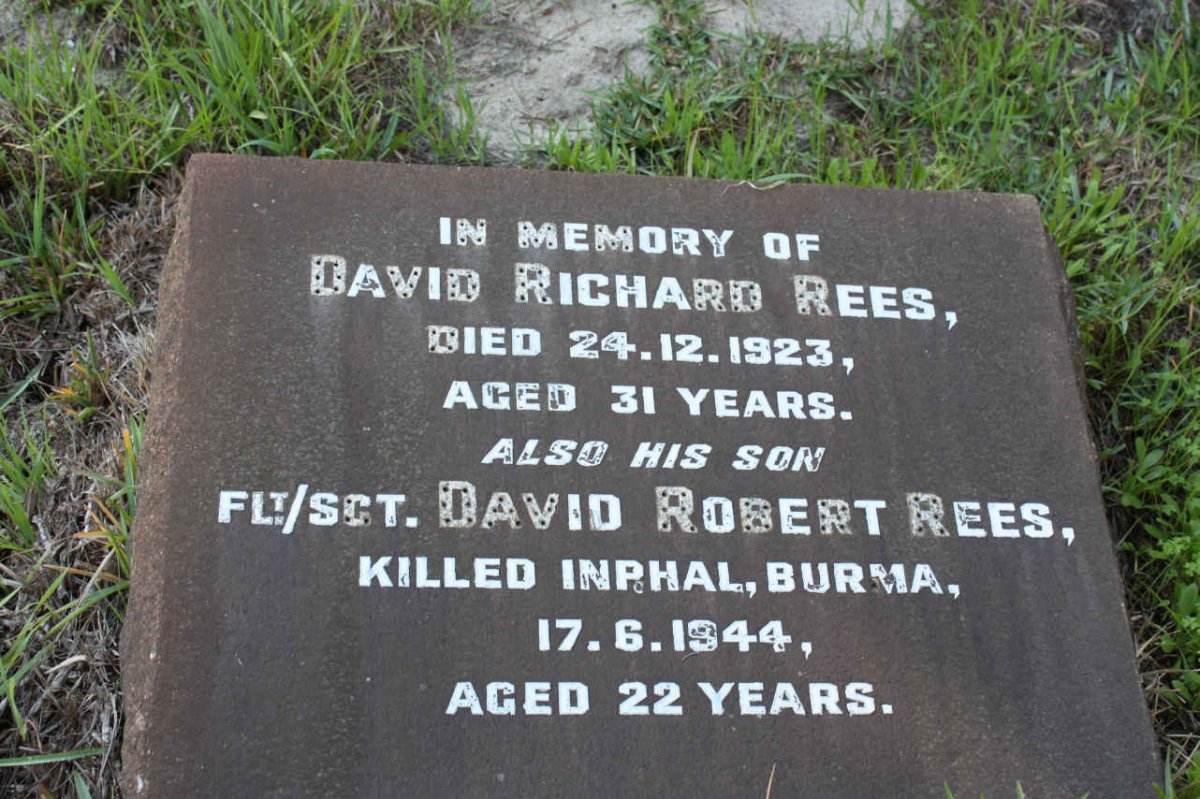 IN MEMORY OF
DAVID RICHARD REES,
DIED 24.12.1923,
AGED 31 YEARS.
ALSO HIS SON
FLT/SGT. DAVID ROBERT REES,
KILLED INPHAL, BURMA,
17.6.1944,
AGED 22 YEARS.